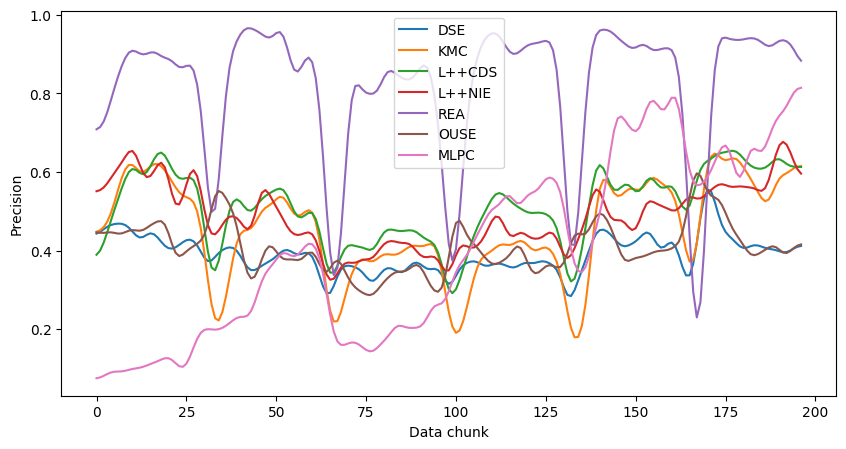 1.0
0.8
0.6
0.4
0.2
Precision
0
25
50
75
100
125
150
175
200
Data chunk
DSE
KMC
L++CDS
L++NIE
REA
OUSE
MLPC